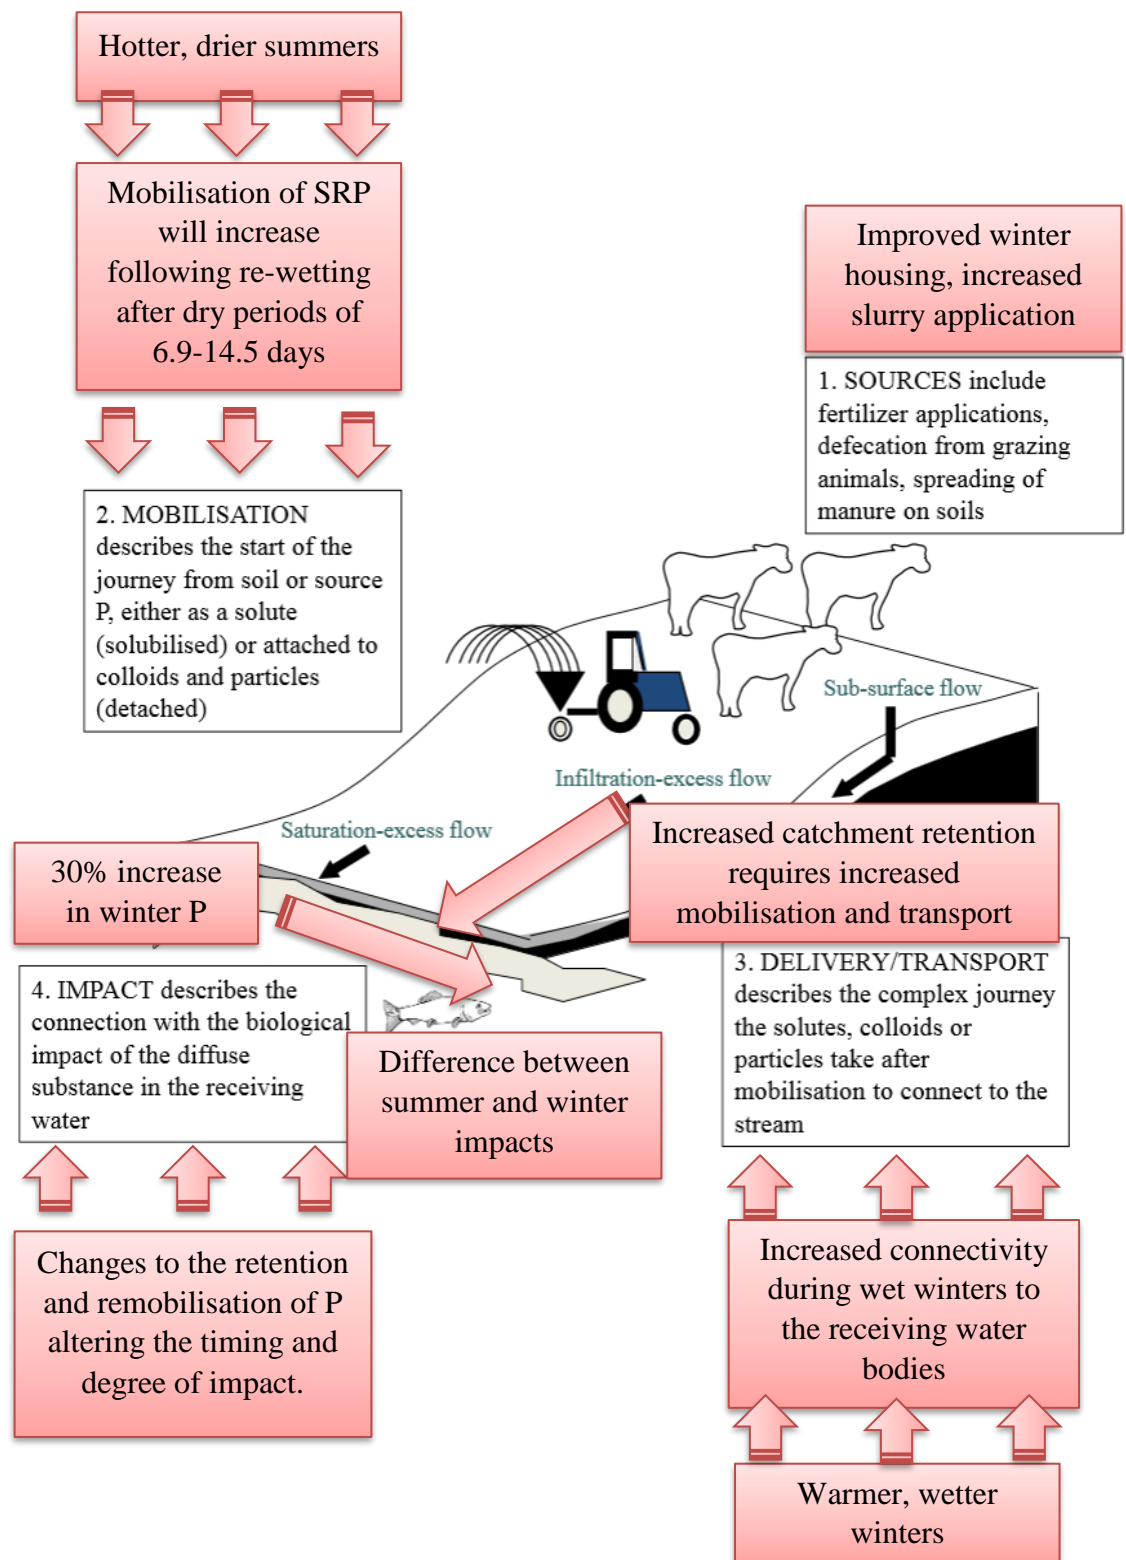 Hotter, drier summers
Mobilisation of SRP
will increase
following re-wetting
after dry periods of
6.9-14.5 days
Improved winter
housing, increased
slurry application
1. SOURCES include
fertilizer applications,
defecation from grazing
animals, spreading of
manure on soils
2. MOBILISATION
describes the start of the
journey from soil or source
P, either as a solute
(solubilised) or attached to
colloids and particles
(detached)
Sub-surface flow
Infiltration-excess flow
Saturation-excess flow
30% increase
in winter P
Increased catchment retention
requires increased
mobilisation and transport
4. IMPACT describes the
connection with the biological
impact of the diffuse
substance in the receiving
water
3. DELIVERY/TRANSPORT
describes the complex journey
the solutes, colloids or
particles take after
mobilisation to connect to the
stream
Difference between
summer and winter
impacts
Changes to the retention
and remobilisation of P
altering the timing and
degree of impact.
Increased connectivity
during wet winters to
the receiving water
bodies
Warmer, wetter
winters